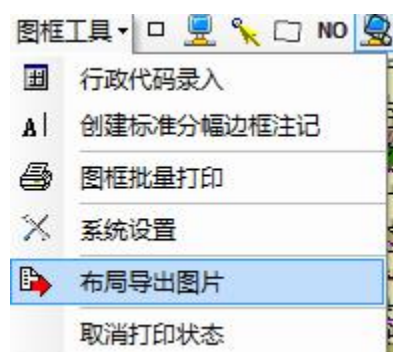 图框工具 NO
行政代码录入
A 创建标准分幅边框注记
图框批量打印
系统设置
布局导出图片
取消打印状态